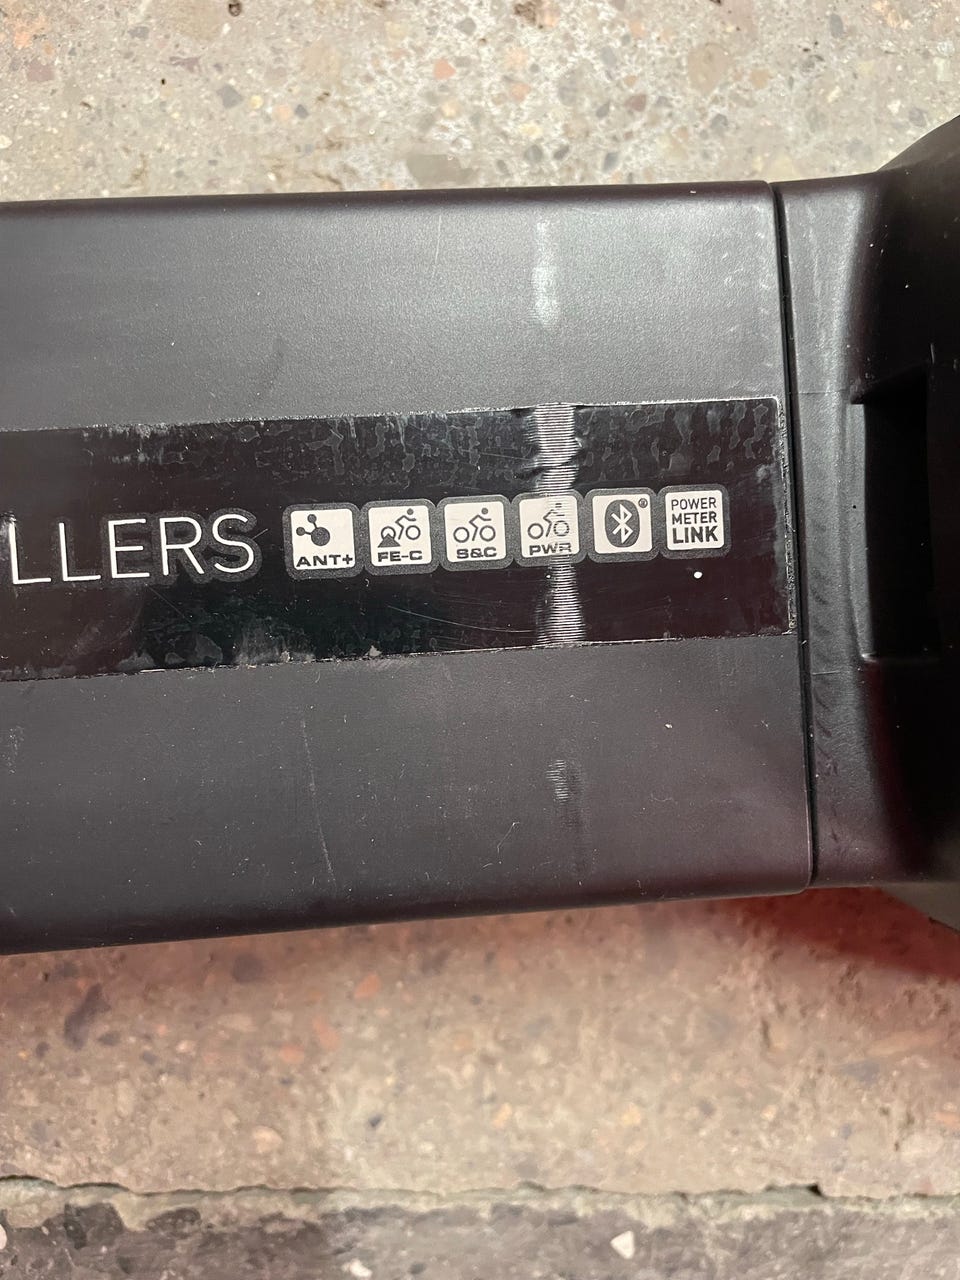 LLERS
ANT+
FE-C
S&C
PWR
POWER
METER
LINK